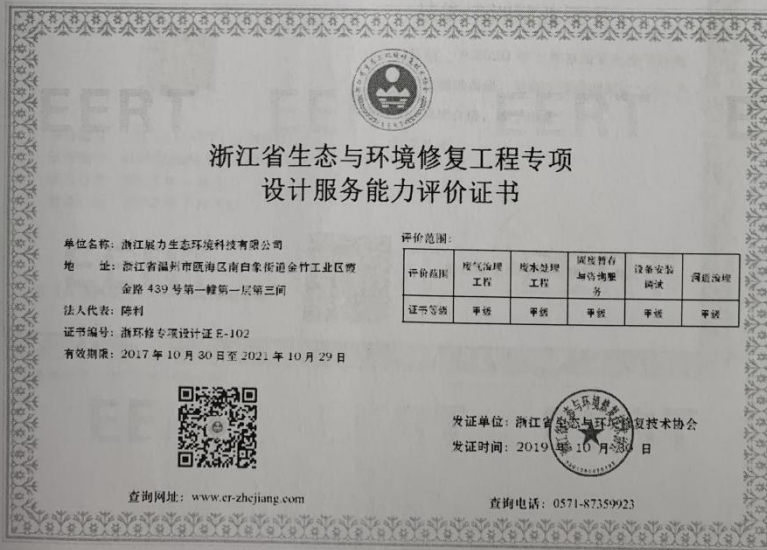 EERT
浙江省生态与环境修复工程专项
设计服务能力评价证书
单位名称：浙江展力生态环境科技有限公司
地 址：浙江省温州市瓯海区南白象街道金竹工业区霞
金路439号第一幢第一层第三间
法人代表：陈利
证书编号：浙环修专项设计证E-102
有效期限：2017年10月30日至2021年10月29日
评价范围：
评价范围 废气治理工程 废水处理工程 固废暂存与咨询服务 设备安装调试 河道治理
证书等级 甲级 甲级 甲级 甲级 甲级
发证单位：浙江省生态与环境修复技术协会
发证时间：2019年10月30日
查询网址：www.er-zhejiang.com
查询电话：0571-87359923